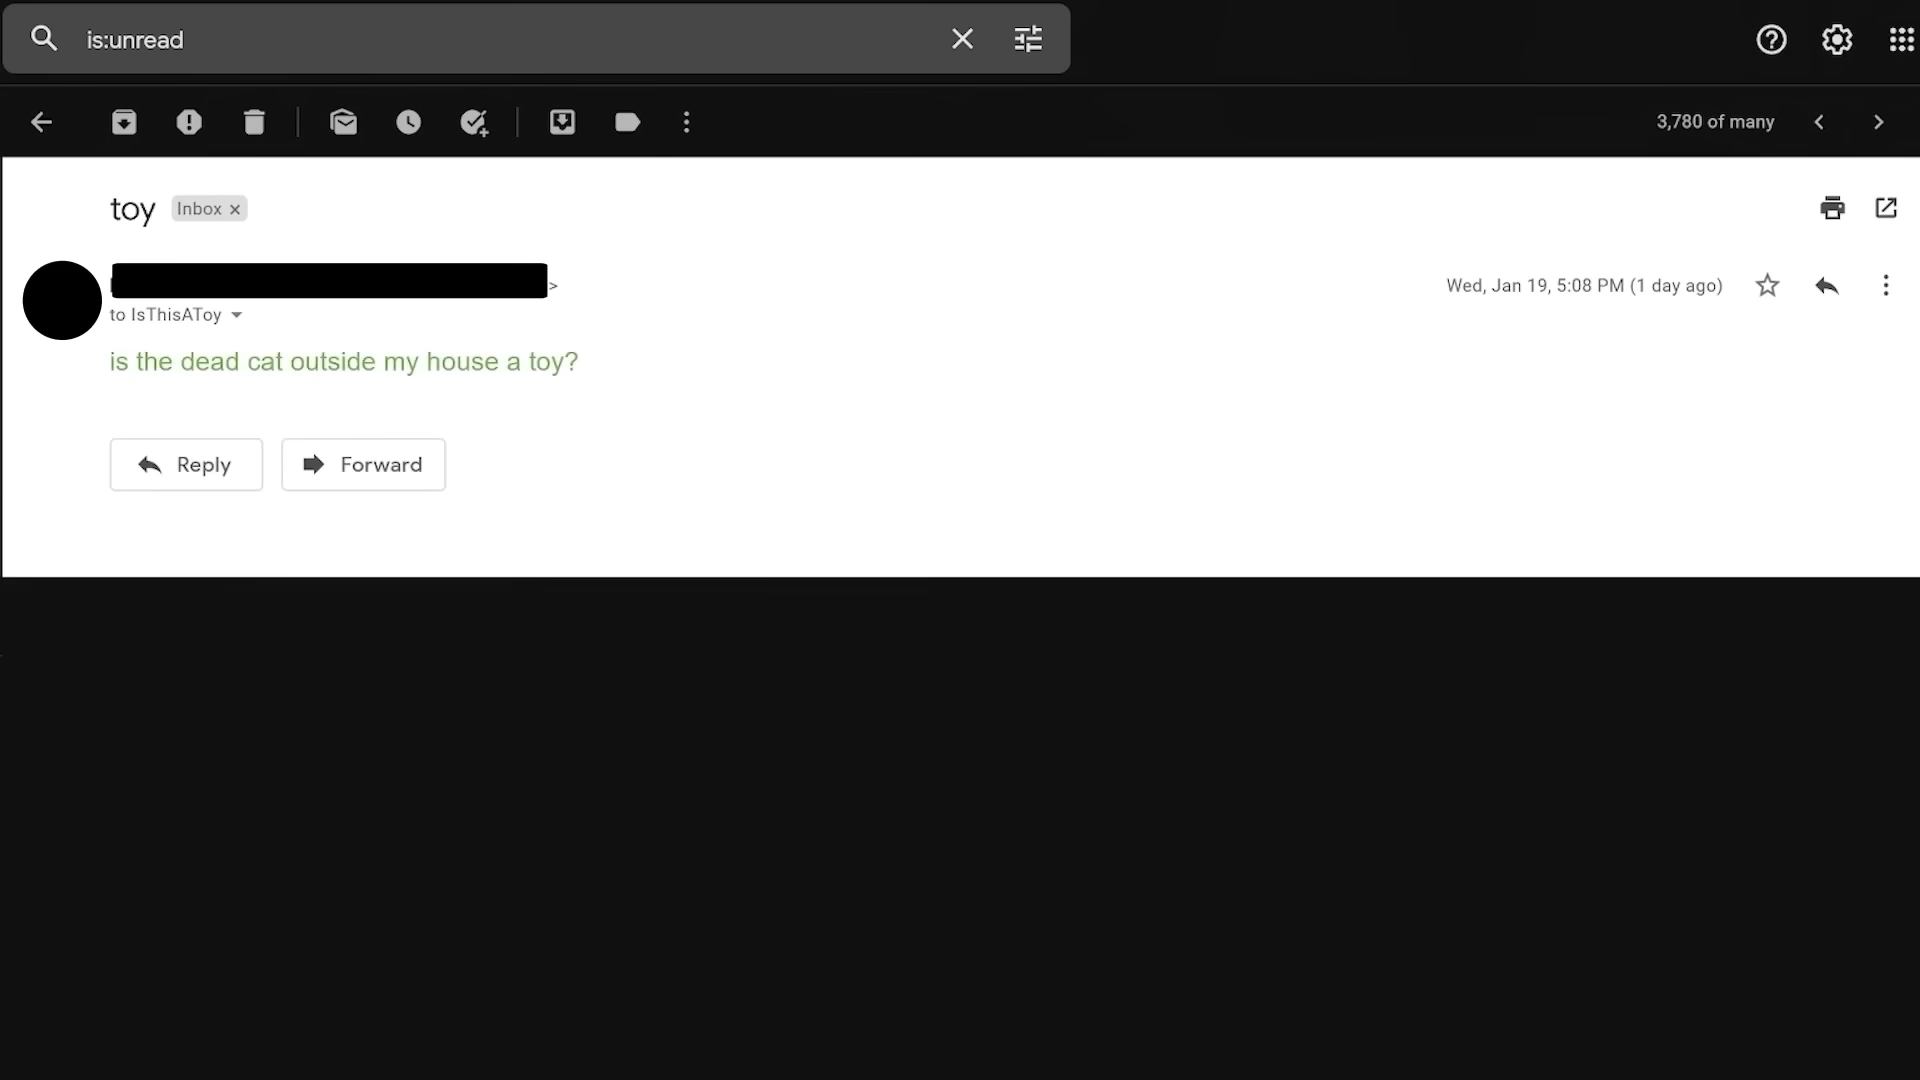 is:unread
3,780 of many
toy Inbox x
>
Wed, Jan 19, 5:08 PM (1 day ago)
to IsThisAToy
is the dead cat outside my house a toy?
Reply Forward